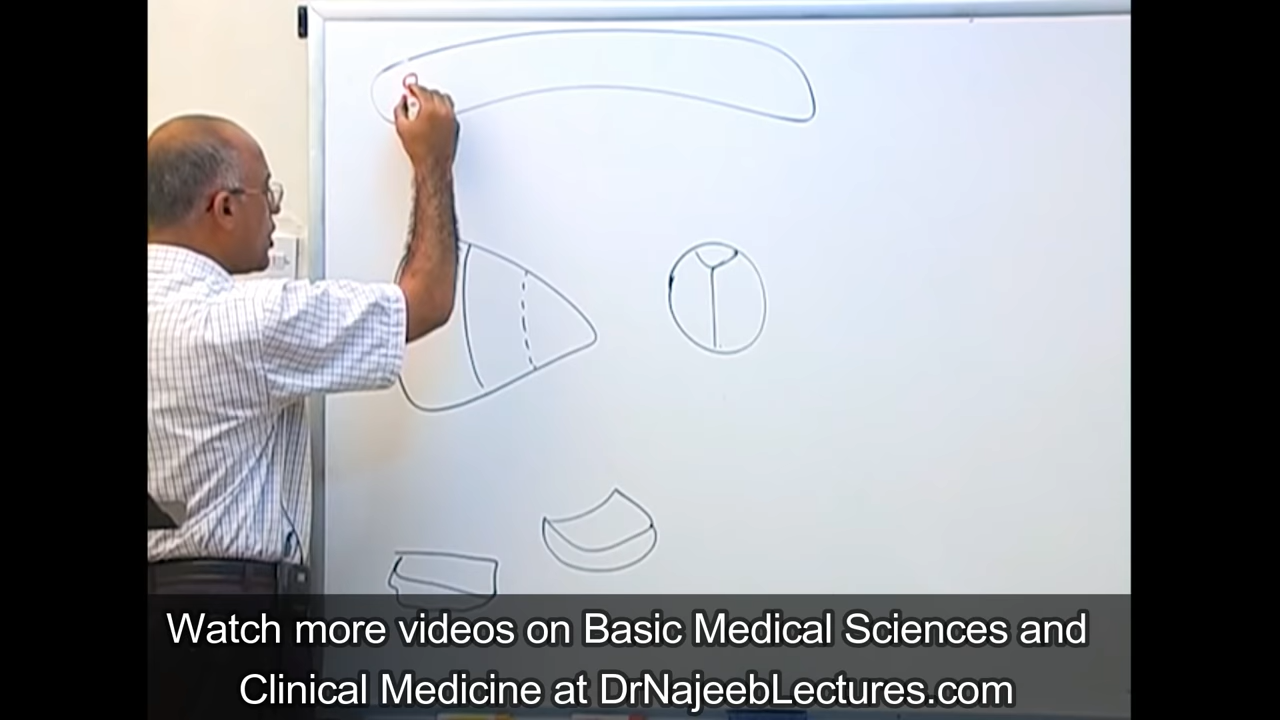 Watch more videos on Basic Medical Sciences and
Clinical Medicine at DrNajeebLectures.com